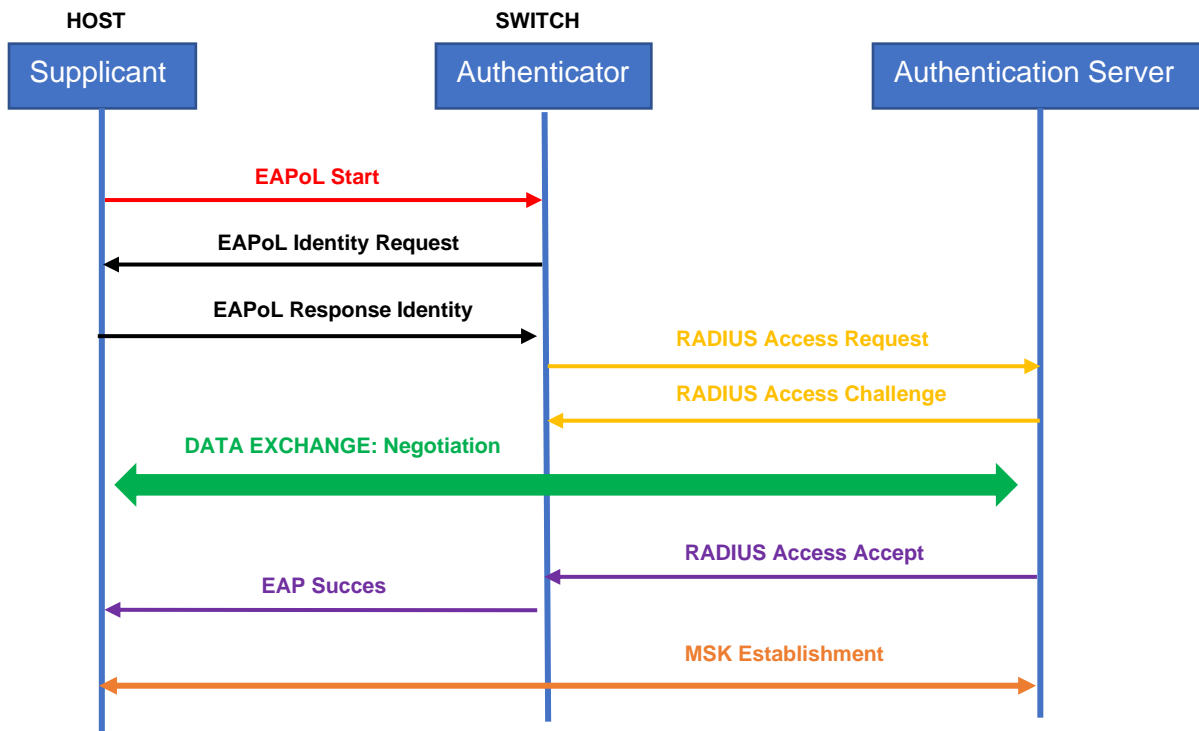 HOST
SWITCH
Supplicant
Authenticator
Authentication Server
EAPoL Start
EAPoL Identity Request
EAPoL Response Identity
RADIUS Access Request
RADIUS Access Challenge
DATA EXCHANGE: Negotiation
RADIUS Access Accept
EAP Succes
MSK Establishment